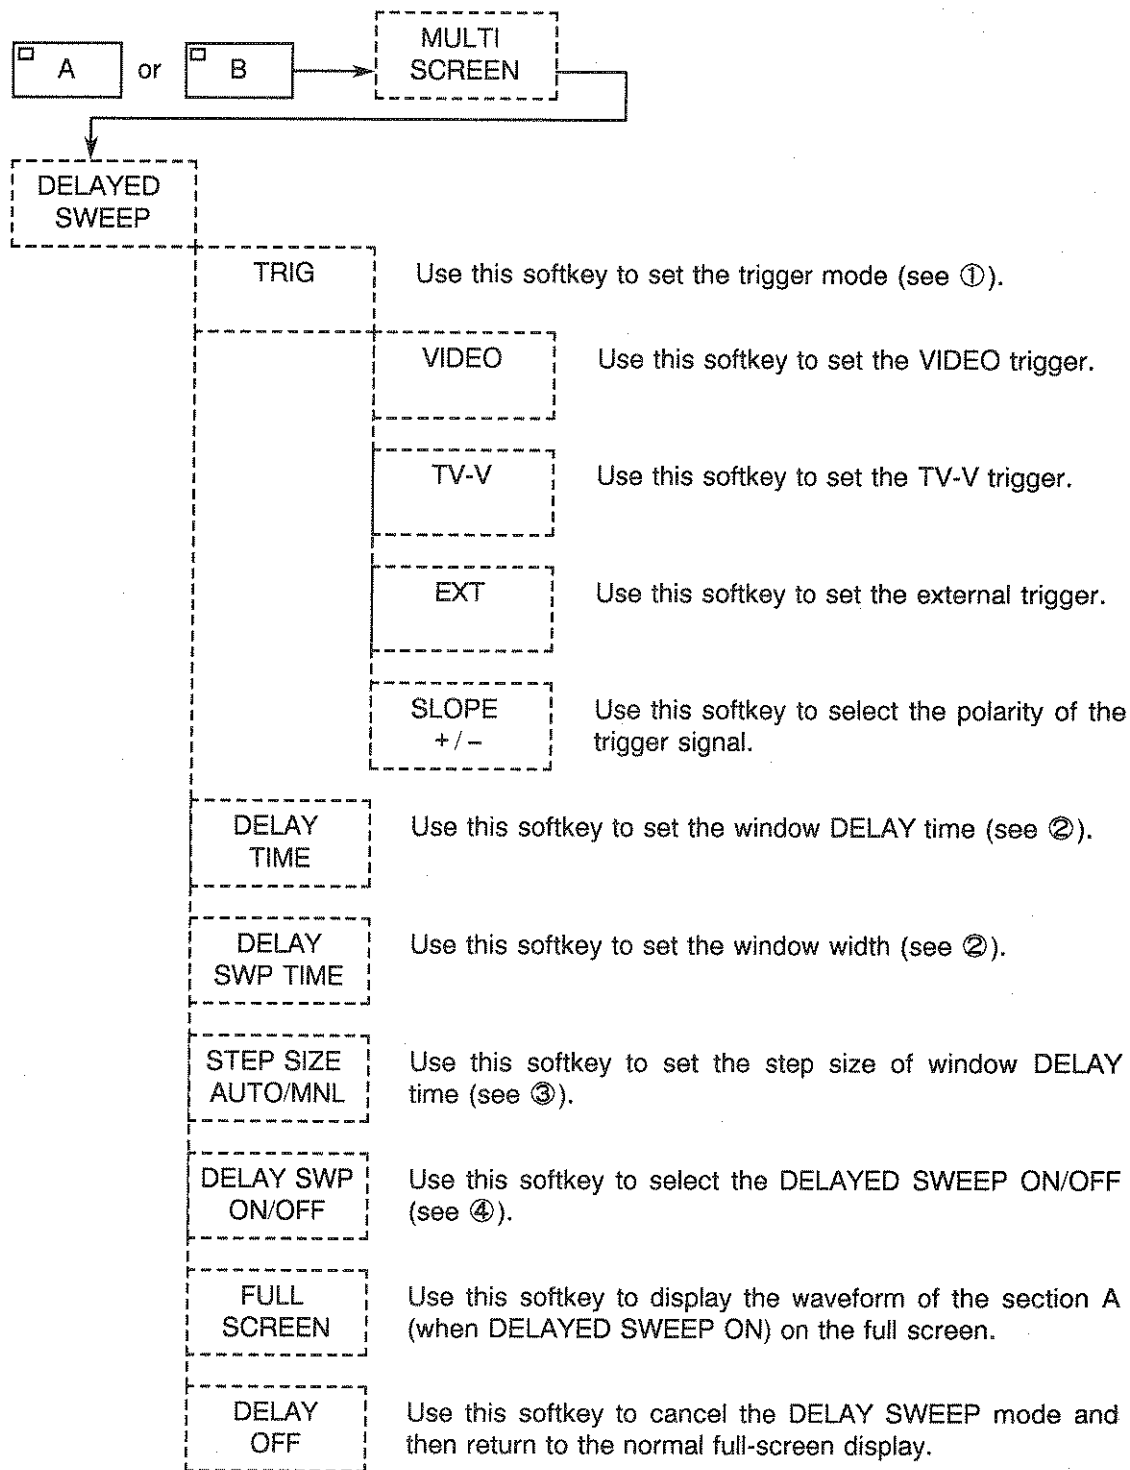 MULTI
A or B SCREEN
DELAYED
SWEEP
TRIG Use this softkey to set the trigger mode (see ①).
VIDEO Use this softkey to set the VIDEO trigger.
TV-V Use this softkey to set the TV-V trigger.
EXT Use this softkey to set the external trigger.
SLOPE Use this softkey to select the polarity of the
+/− trigger signal.
DELAY Use this softkey to set the window DELAY time (see ②).
TIME
DELAY Use this softkey to set the window width (see ②).
SWP TIME
STEP SIZE Use this softkey to set the step size of window DELAY
AUTO/MNL time (see ③).
DELAY SWP Use this softkey to select the DELAYED SWEEP ON/OFF
ON/OFF (see ④).
FULL Use this softkey to display the waveform of the section A
SCREEN (when DELAYED SWEEP ON) on the full screen.
DELAY Use this softkey to cancel the DELAY SWEEP mode and
OFF then return to the normal full-screen display.